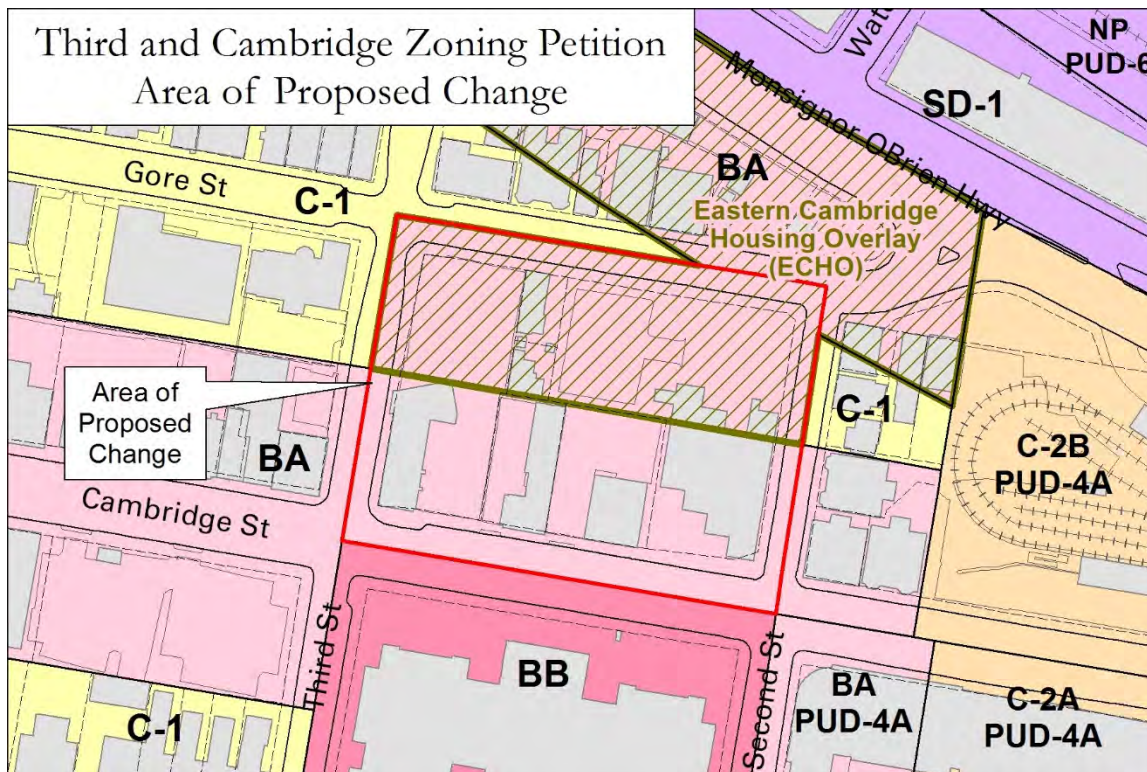 Third and Cambridge Zoning Petition
Area of Proposed Change
Wate
NP
PUD-6
SD-1
Monsignor OBrien Hwy
BA
Gore St
C-1
Eastern Cambridge
Housing Overlay
(ECHO)
Area of
Proposed
Change
BA
C-1
C-2B
PUD-4A
Cambridge St
Third St
BB
Second St
BA
PUD-4A
C-2A
PUD-4A
C-1